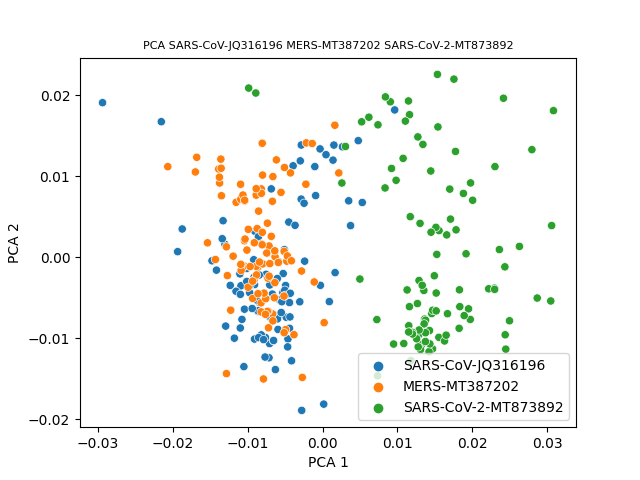 PCA SARS-CoV-JQ316196 MERS-MT387202 SARS-CoV-2-MT873892
PCA 2
0.02
0.01
0.00
−0.01
−0.02
SARS-CoV-JQ316196
MERS-MT387202
SARS-CoV-2-MT873892
−0.03
−0.02
−0.01
0.00
0.01
0.02
0.03
PCA 1